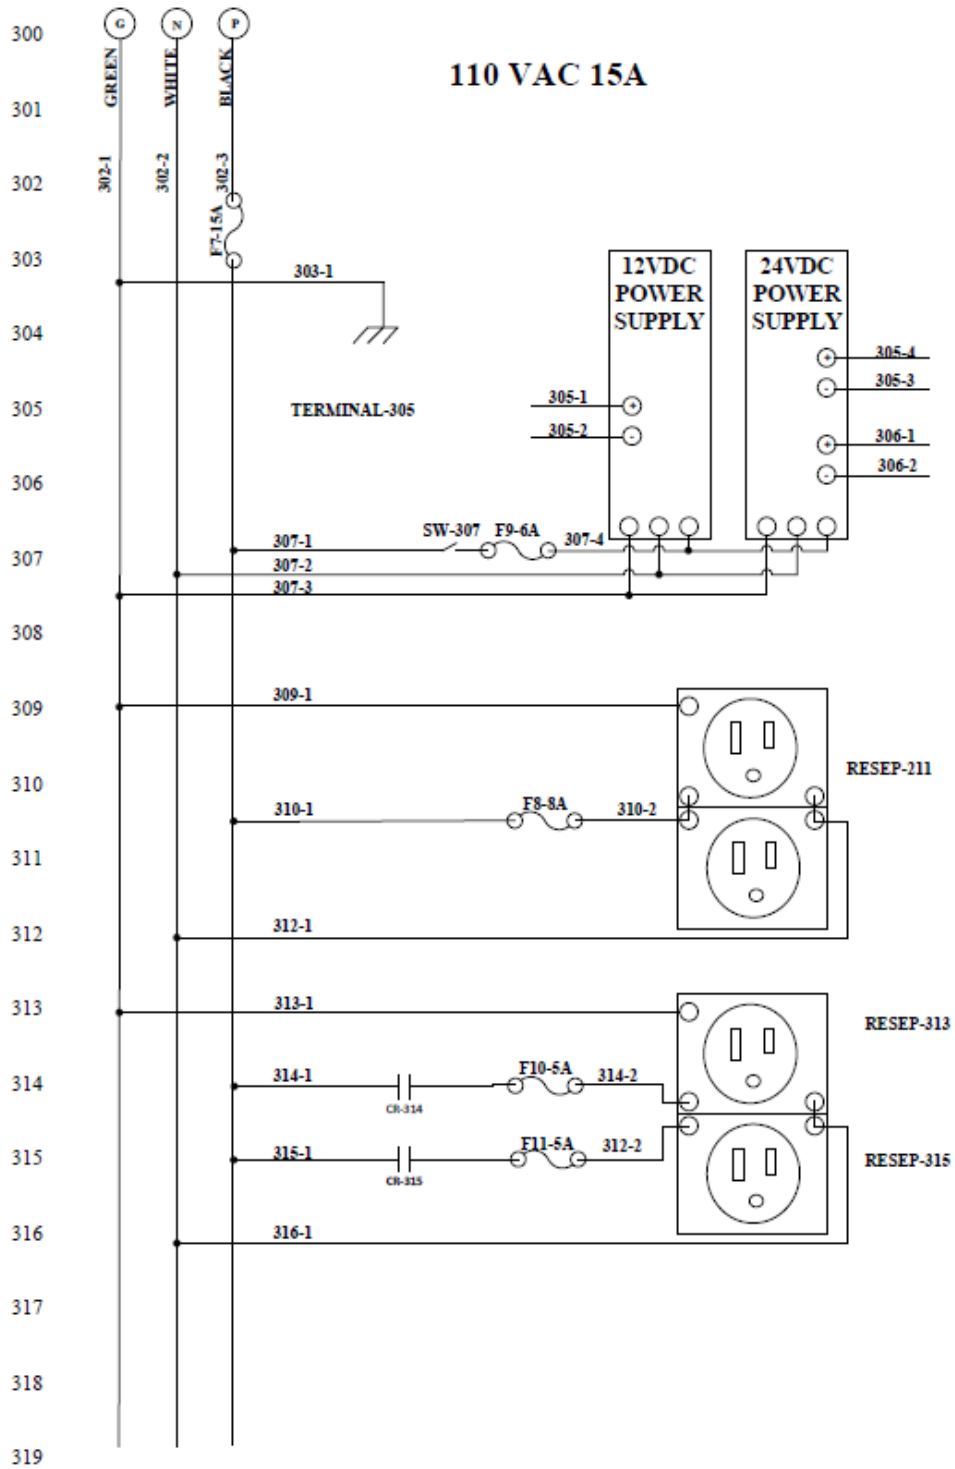 300
G
N
P
GREEN
WHITE
BLACK
110 VAC 15A
301
302
302-1
302-2
302-3
F7-15A
303
303-1
12VDC
POWER
SUPPLY
24VDC
POWER
SUPPLY
304
+
305-4
-
305-3
305
TERMINAL-305
305-1
+
305-2
-
+
306-1
-
306-2
306
307
307-1
SW-307
F9-6A
307-4
307-2
307-3
308
309
309-1
RESEP-211
310
310-1
F8-8A
310-2
311
312
312-1
313
313-1
RESEP-313
314
314-1
CR-314
F10-5A
314-2
315
315-1
CR-315
F11-5A
312-2
RESEP-315
316
316-1
317
318
319